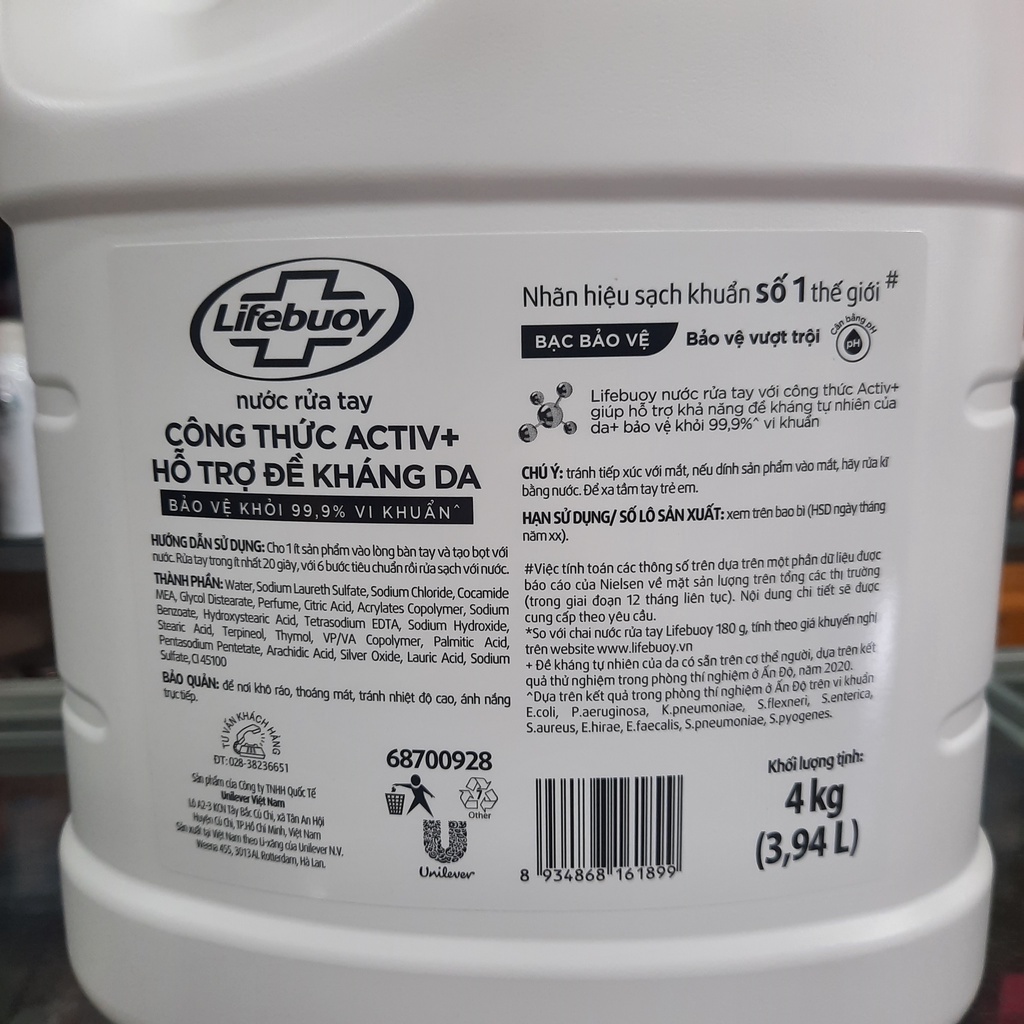 Lifebuoy
nước rửa tay
CÔNG THỨC ACTIV+
HỖ TRỢ ĐỀ KHÁNG DA
BẢO VỆ KHỎI 99,9% VI KHUẨN^
HƯỚNG DẪN SỬ DỤNG: Cho 1 ít sản phẩm vào lòng bàn tay và tạo bọt với
nước. Rửa tay trong ít nhất 20 giây, với 6 bước tiêu chuẩn rồi rửa sạch với nước.
THÀNH PHẦN: Water, Sodium Laureth Sulfate, Sodium Chloride, Cocamide
MEA, Glycol Distearate, Perfume, Citric Acid, Acrylates Copolymer, Sodium
Benzoate, Hydroxystearic Acid, Tetrasodium EDTA, Sodium Hydroxide,
Stearic Acid, Terpineol, Thymol, VP/VA Copolymer, Palmitic Acid,
Pentasodium Pentetate, Arachidic Acid, Silver Oxide, Lauric Acid, Sodium
Sulfate, CI 45100
BẢO QUẢN: để nơi khô ráo, thoáng mát, tránh nhiệt độ cao, ánh nắng
trực tiếp.
TƯ VẤN KHÁCH HÀNG
ĐT: 028-38236651
Sản phẩm của Công ty TNHH Quốc Tế
Unilever Việt Nam
Lô A2-3 KCN Tây Bắc Củ Chi, xã Tân An Hội
Huyện Củ Chi, TP.Hồ Chí Minh, Việt Nam
Sản xuất tại Việt Nam theo Li-xăng của Unilever N.V.
Weena 455, 3013 AL Rotterdam, Hà Lan.
68700928
Other
Unilever
Nhãn hiệu sạch khuẩn số 1 thế giới #
BẠC BẢO VỆ Bảo vệ vượt trội
Cân bằng pH
pH
Lifebuoy nước rửa tay với công thức Activ+
giúp hỗ trợ khả năng đề kháng tự nhiên của
da+ bảo vệ khỏi 99,9%^ vi khuẩn
CHÚ Ý: tránh tiếp xúc với mắt, nếu dính sản phẩm vào mắt, hãy rửa kĩ
bằng nước. Để xa tầm tay trẻ em.
HẠN SỬ DỤNG/ SỐ LÔ SẢN XUẤT: xem trên bao bì (HSD ngày tháng
năm xx).
#Việc tính toán các thông số trên dựa trên một phần dữ liệu được
báo cáo của Nielsen về mặt sản lượng trên tổng các thị trường
(trong giai đoạn 12 tháng liên tục). Nội dung chi tiết sẽ được
cung cấp theo yêu cầu.
*So với chai nước rửa tay Lifebuoy 180 g, tính theo giá khuyến nghị
trên website www.lifebuoy.vn
+ Đề kháng tự nhiên của da có sẵn trên cơ thể người, dựa trên kết
quả thử nghiệm trong phòng thí nghiệm ở Ấn Độ, năm 2020.
^Dựa trên kết quả trong phòng thí nghiệm ở Ấn Độ trên vi khuẩn
E.coli, P.aeruginosa, K.pneumoniae, S.flexneri, S.enterica,
S.aureus, E.hirae, E.faecalis, S.pneumoniae, S.pyogenes.
8 934868 161899
Khối lượng tịnh:
4 kg
(3,94 L)